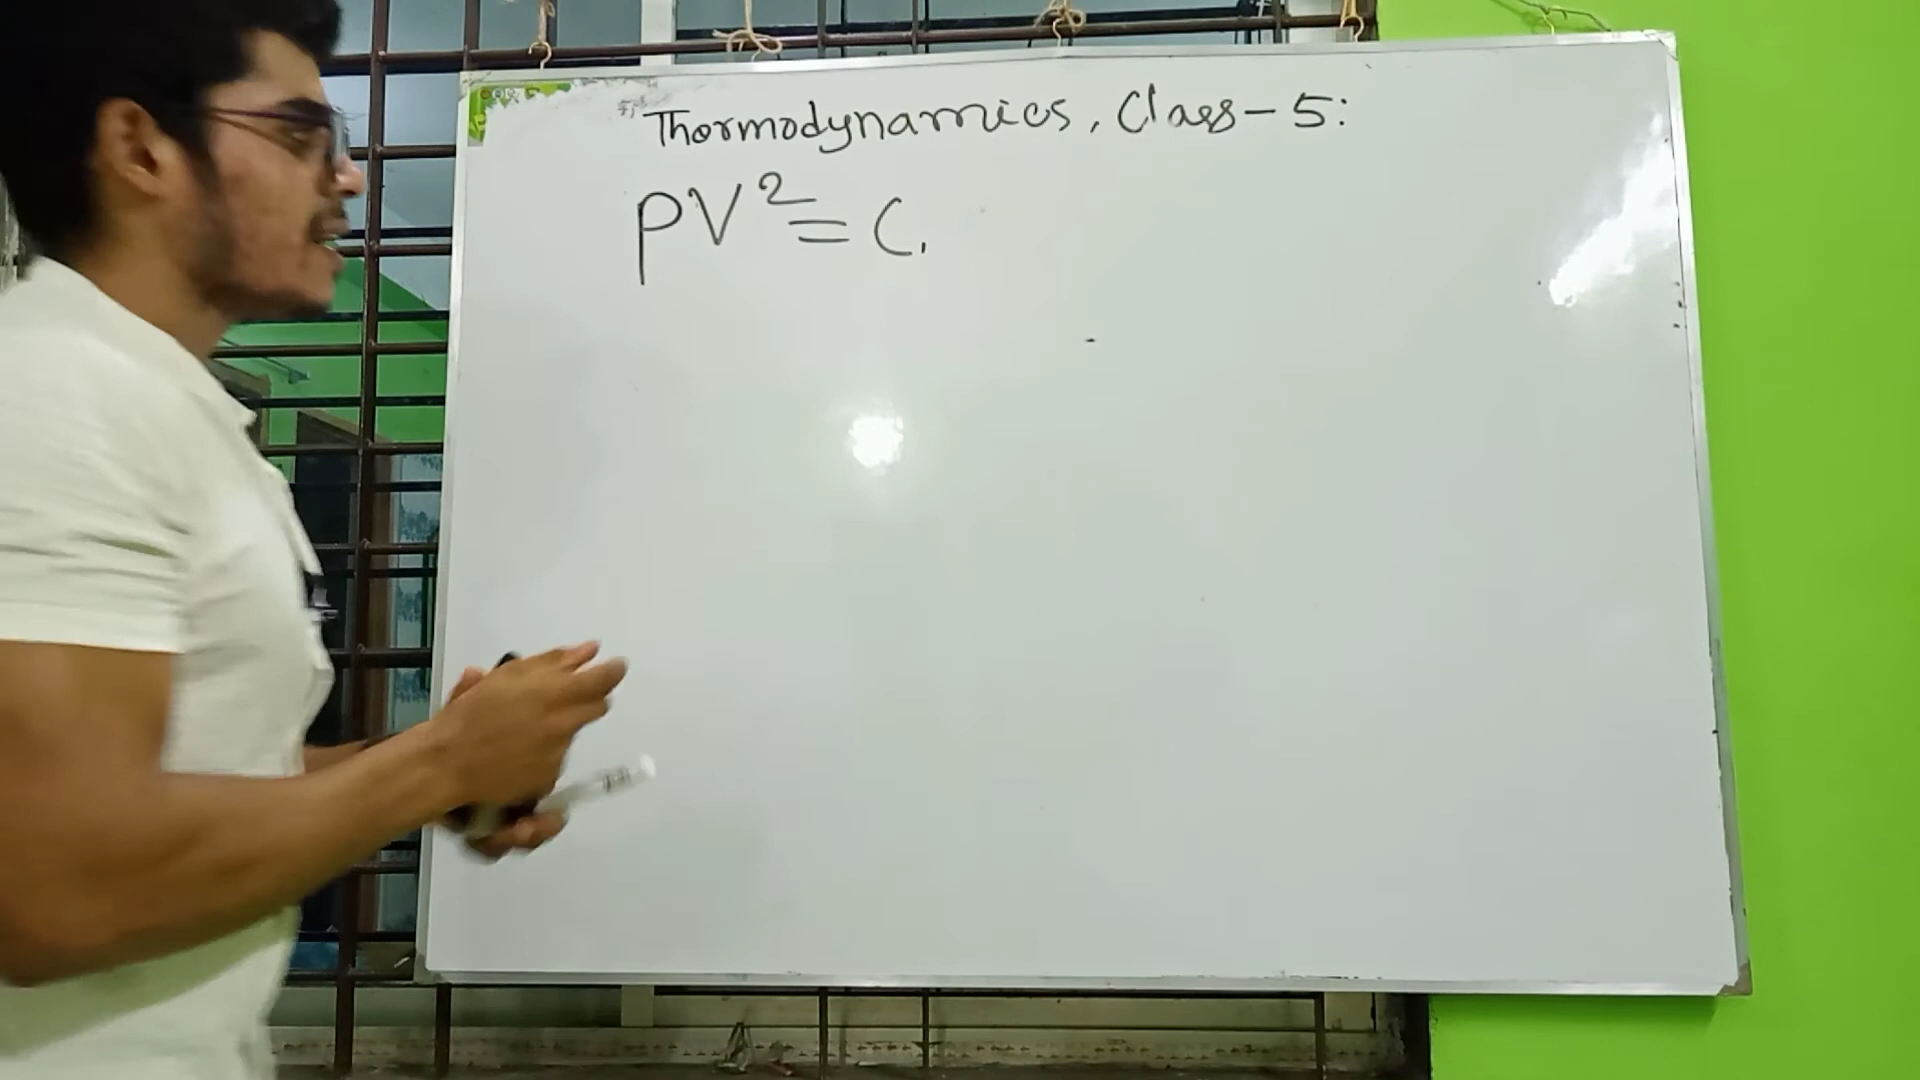 Thermodynamics, Class-5:
PV²=C.